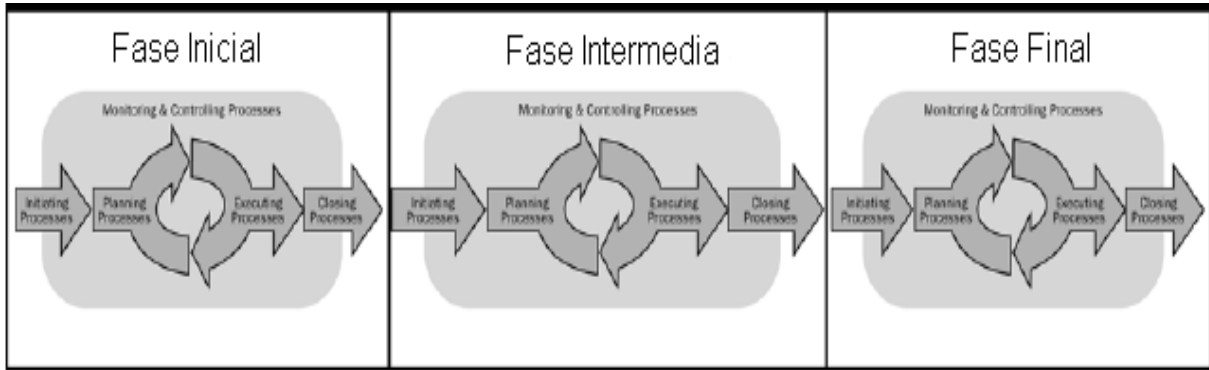 Fase Inicial
Monitoring & Controlling Processes
Initiating
Processes
Planning
Processes
Executing
Processes
Closing
Processes
Fase Intermedia
Monitoring & Controlling Processes
Initiating
Processes
Planning
Processes
Executing
Processes
Closing
Processes
Fase Final
Monitoring & Controlling Processes
Initiating
Processes
Planning
Processes
Executing
Processes
Closing
Processes